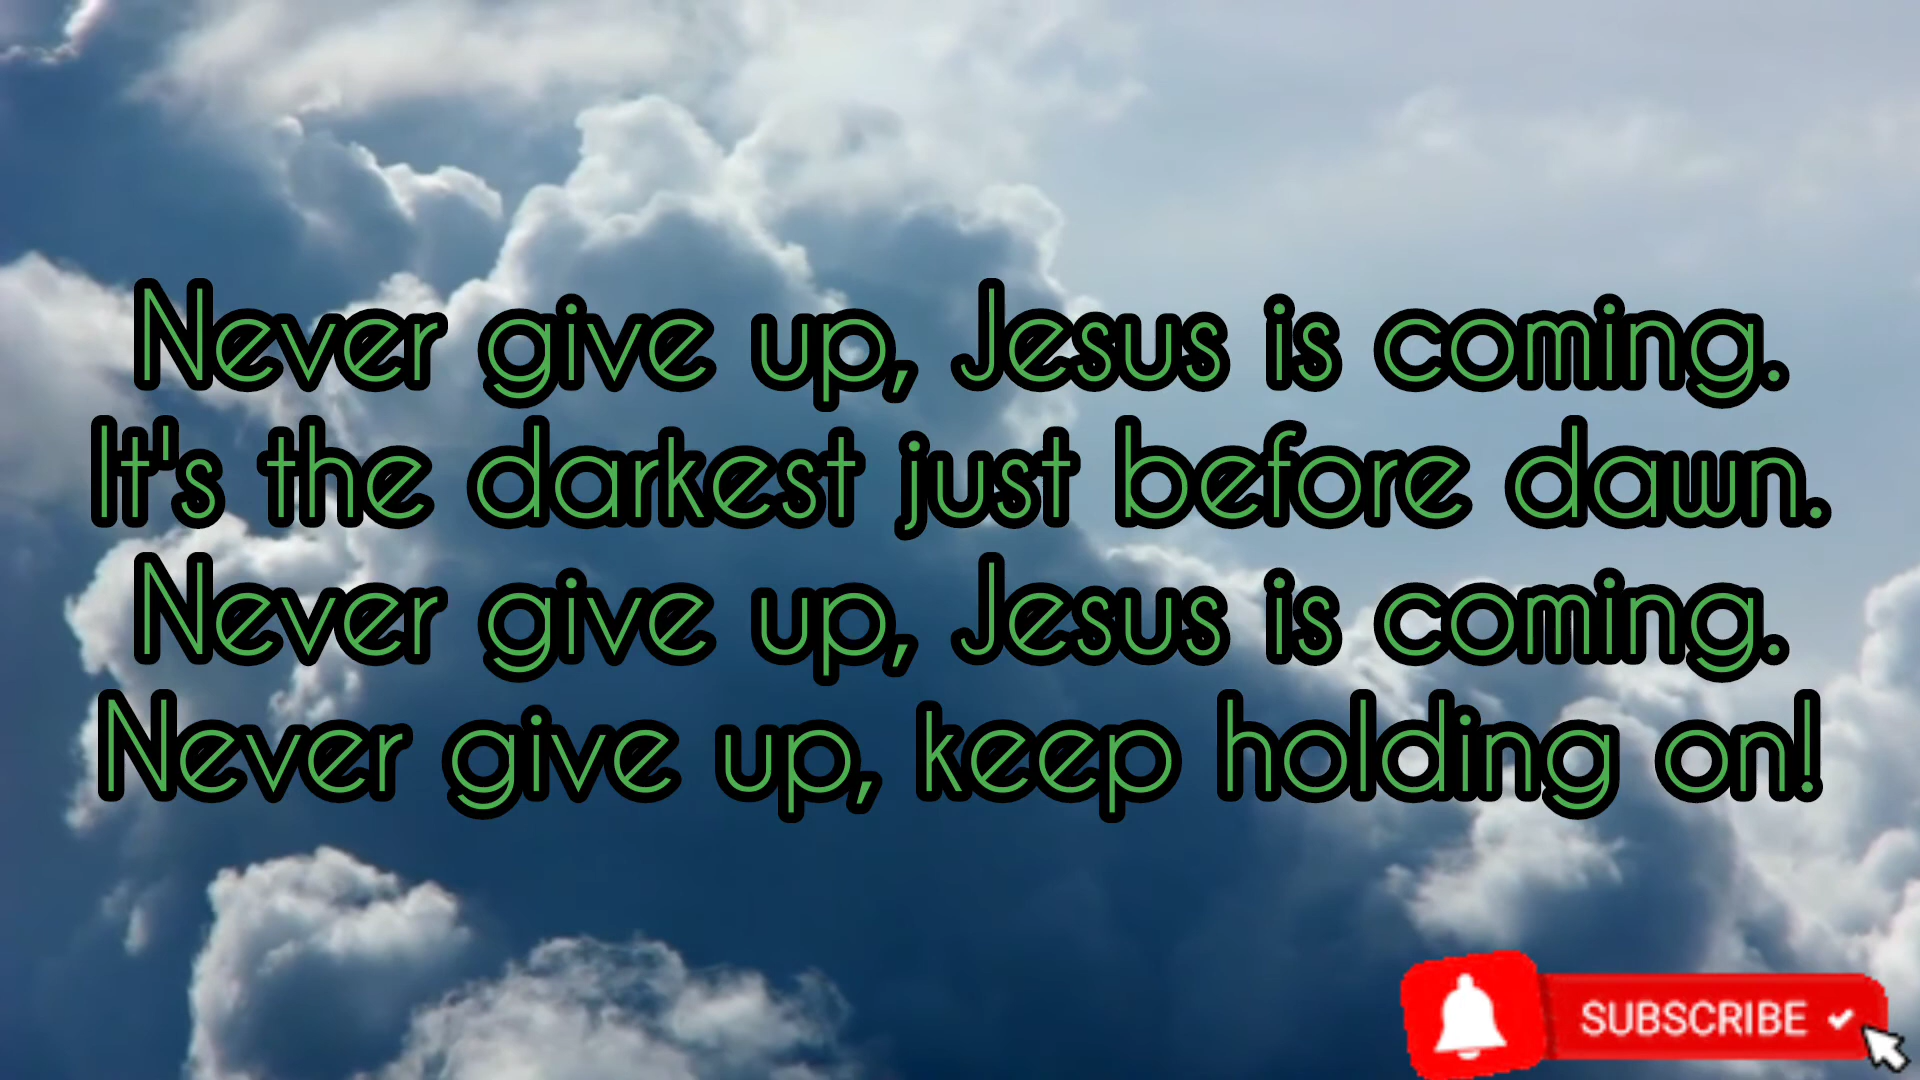 Never give up, Jesus is coming.
It's the darkest just before dawn.
Never give up, Jesus is coming.
Never give up, keep holding on!
SUBSCRIBE